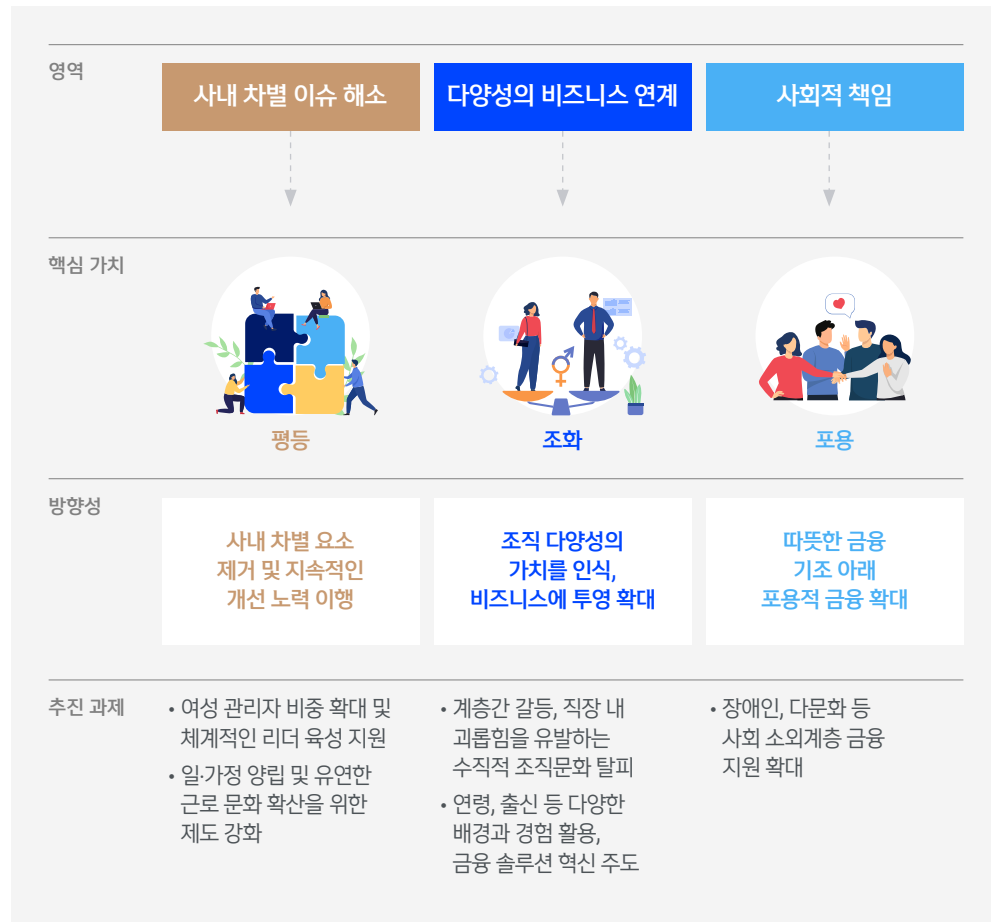 영역
사내 차별 이슈 해소
다양성의 비즈니스 연계
사회적 책임
핵심 가치
평등
조화
포용
방향성
사내 차별 요소
제거 및 지속적인
개선 노력 이행
조직 다양성의
가치를 인식,
비즈니스에 투영 확대
따뜻한 금융
기조 아래
포용적 금융 확대
추진 과제
• 여성 관리자 비중 확대 및
체계적인 리더 육성 지원
• 일·가정 양립 및 유연한
근로 문화 확산을 위한
제도 강화
• 계층간 갈등, 직장 내
괴롭힘을 유발하는
수직적 조직문화 탈피
• 연령, 출신 등 다양한
배경과 경험 활용,
금융 솔루션 혁신 주도
• 장애인, 다문화 등
사회 소외계층 금융
지원 확대